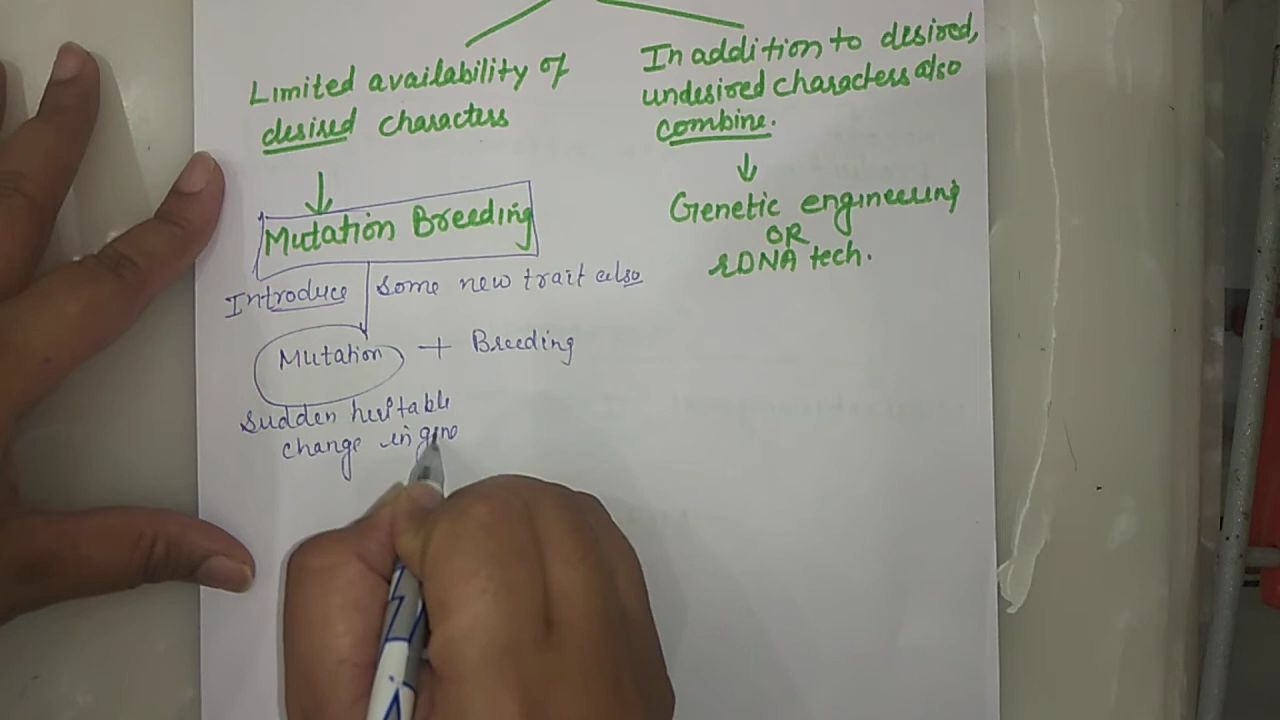 Limited availability of
desired characters
Mutation Breeding
Introduce some new trait also
Mutation + Breeding
Sudden heritable
change in geno
In addition to desired,
undesired characters also
combine.
Genetic engineering
OR
rDNA tech.